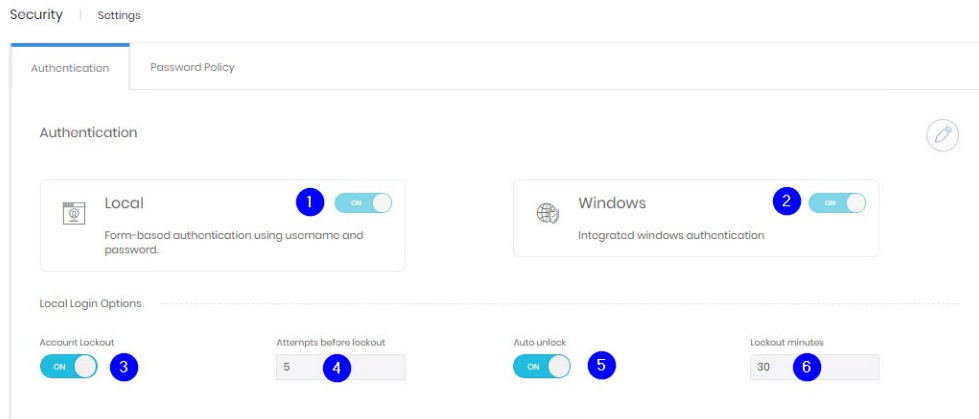 Security | Settings
Authentication Password Policy
Authentication
Local 1 ON
Form-based authentication using username and
password.
Windows 2 ON
Integrated windows authentication
Local Login Options
Account Lockout Attempts before lockout Auto unlock Lockout minutes
ON 3 5 4 ON 5 30 6